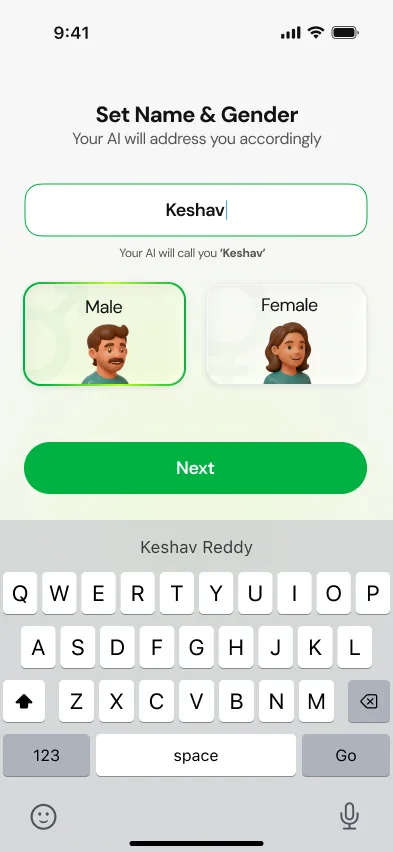 9:41
Set Name & Gender
Your AI will address you accordingly
Keshav
Your AI will call you ‘Keshav’
Male Female
Next
Keshav Reddy
Q W E R T Y U I O P
A S D F G H J K L
Z X C V B N M
123 space Go